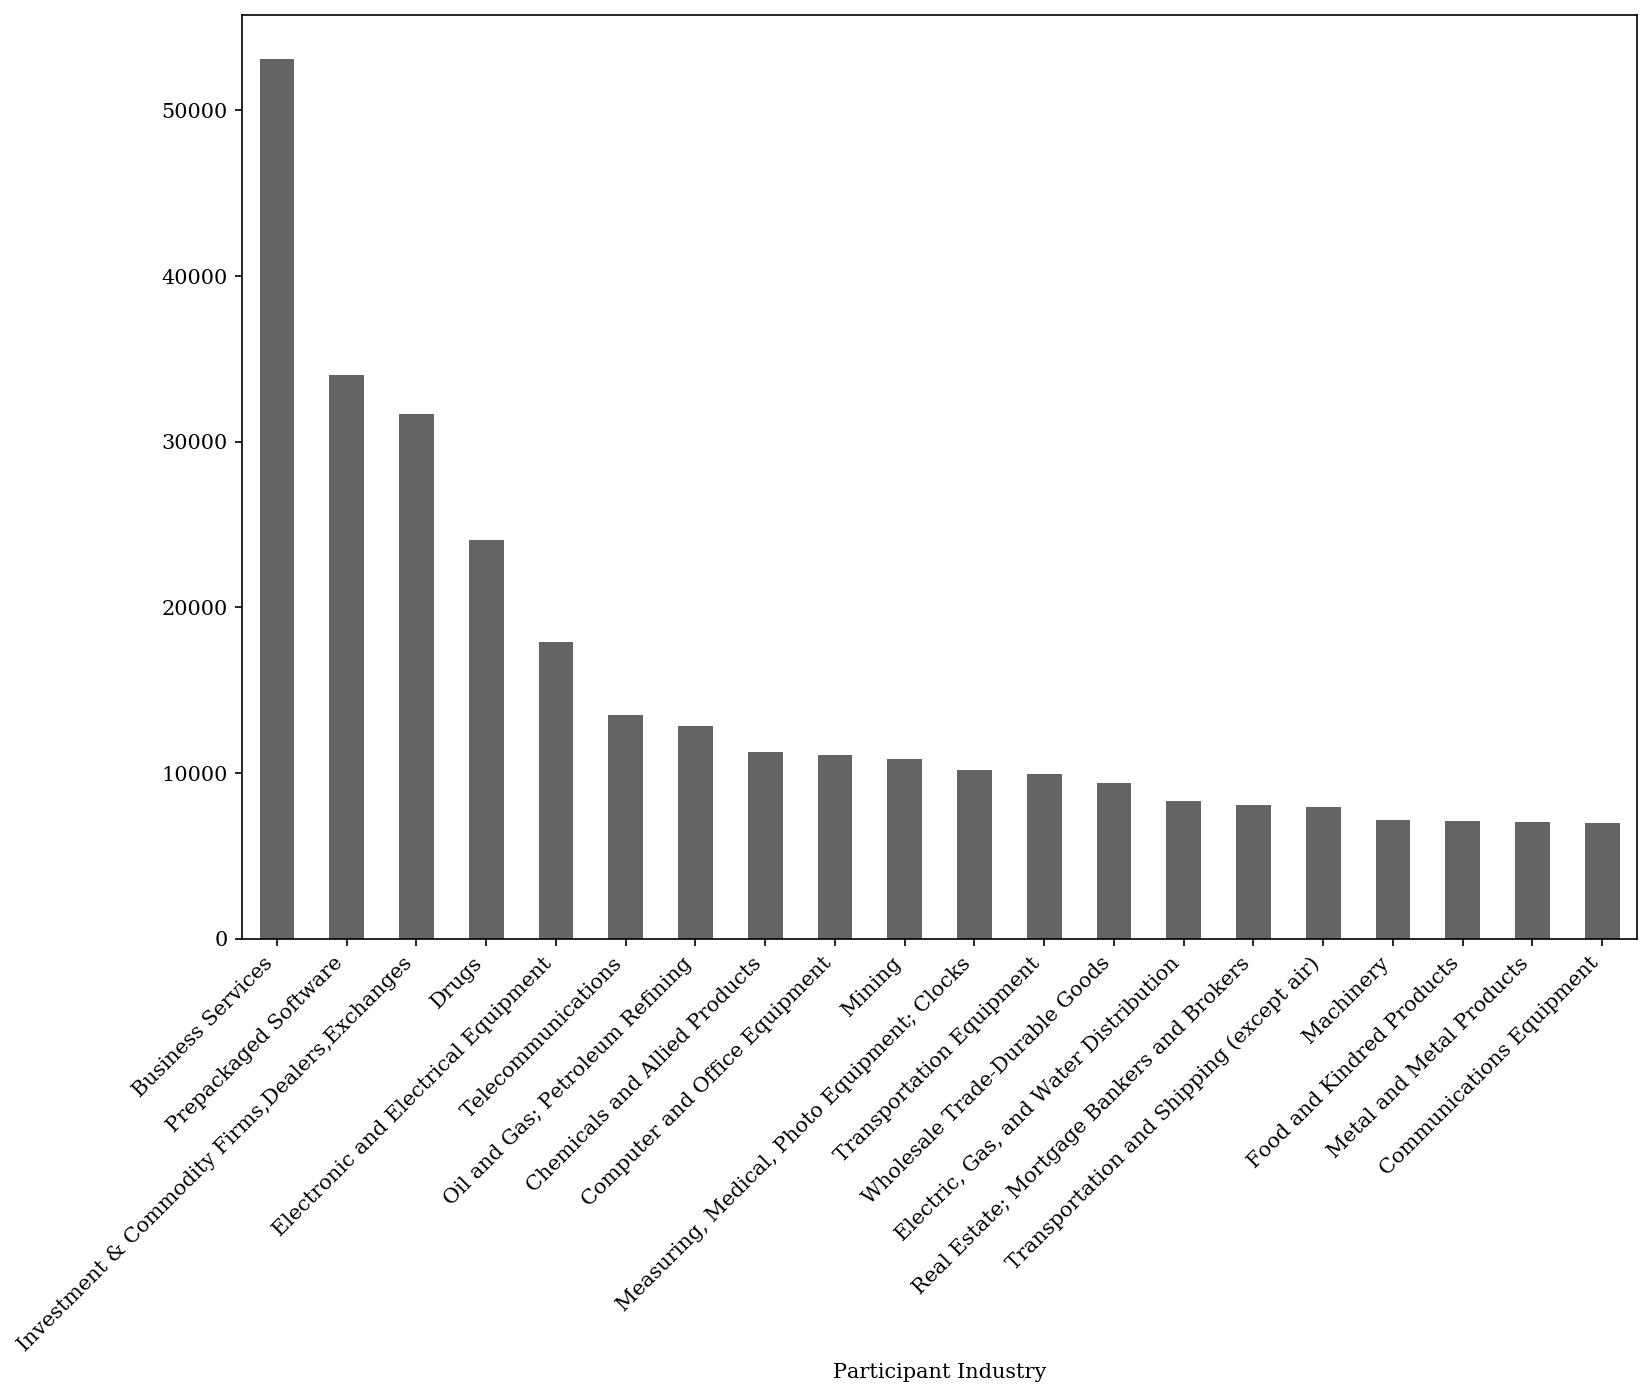 50000
40000
30000
20000
10000
0
Business Services
Prepackaged Software
Investment & Commodity Firms,Dealers,Exchanges
Drugs
Electronic and Electrical Equipment
Telecommunications
Oil and Gas; Petroleum Refining
Chemicals and Allied Products
Computer and Office Equipment
Mining
Measuring, Medical, Photo Equipment; Clocks
Transportation Equipment
Wholesale Trade-Durable Goods
Electric, Gas, and Water Distribution
Real Estate; Mortgage Bankers and Brokers
Transportation and Shipping (except air)
Machinery
Food and Kindred Products
Metal and Metal Products
Communications Equipment
Participant Industry